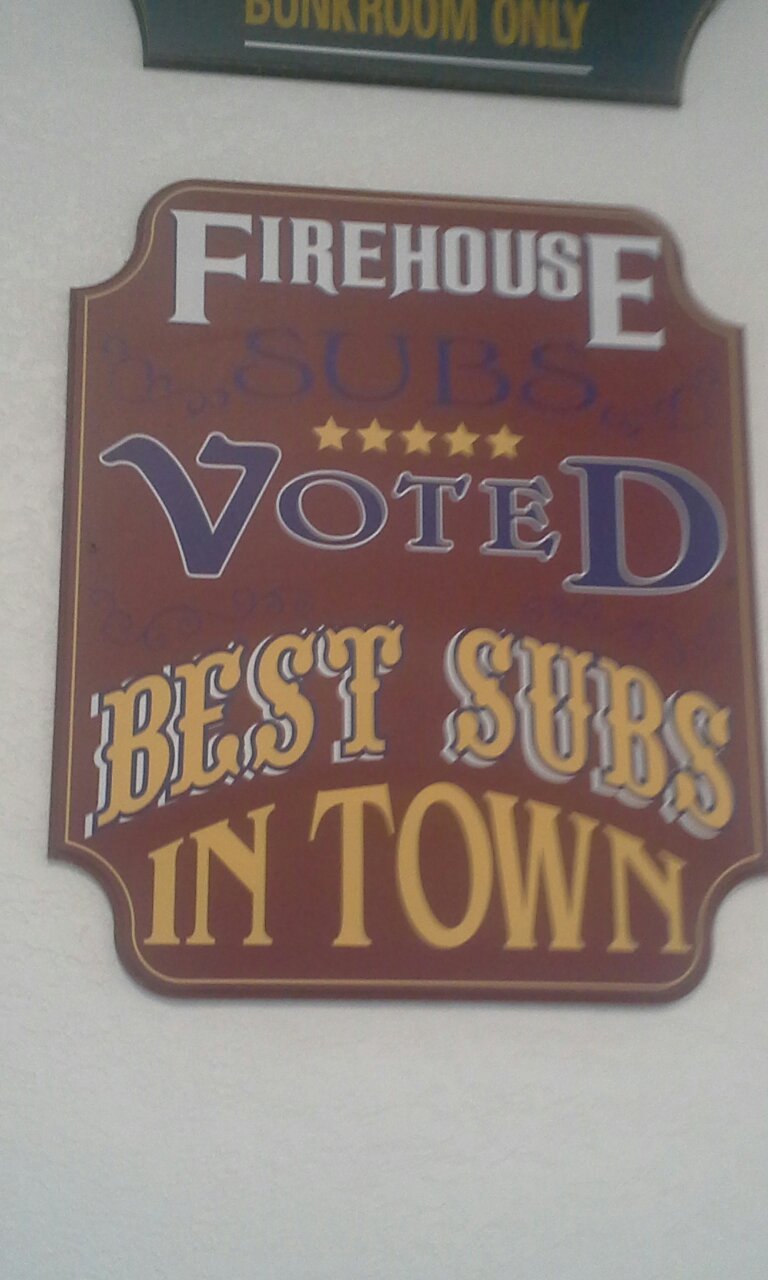 BUNKROOM ONLY
FIREHOUSE
SUBS
VOTED
BEST SUBS
IN TOWN